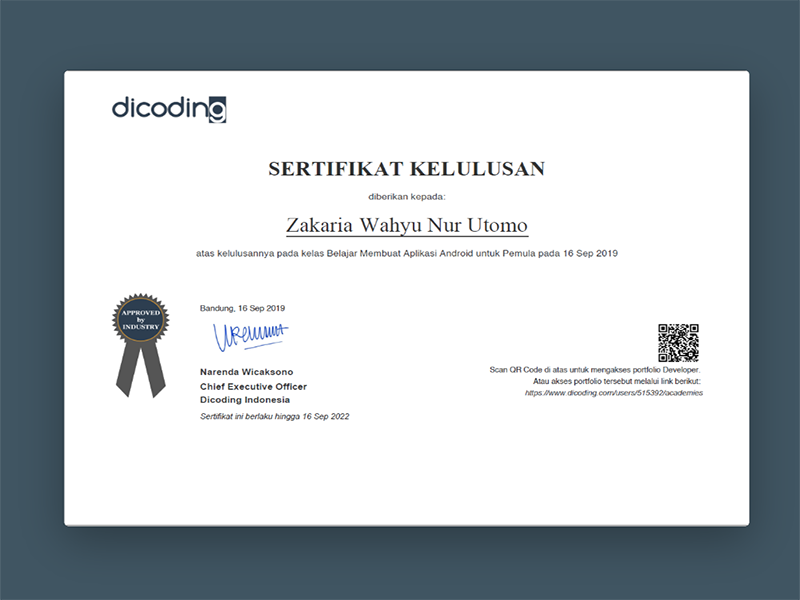 dicoding
SERTIFIKAT KELULUSAN
diberikan kepada:
Zakaria Wahyu Nur Utomo
atas kelulusannya pada kelas Belajar Membuat Aplikasi Android untuk Pemula pada 16 Sep 2019
APPROVED
by
INDUSTRY
Bandung, 16 Sep 2019
Narenda Wicaksono
Chief Executive Officer
Dicoding Indonesia
Sertifikat ini berlaku hingga 16 Sep 2022
Scan QR Code di atas untuk mengakses portfolio Developer.
Atau akses portfolio tersebut melalui link berikut:
https://www.dicoding.com/users/515392/academies